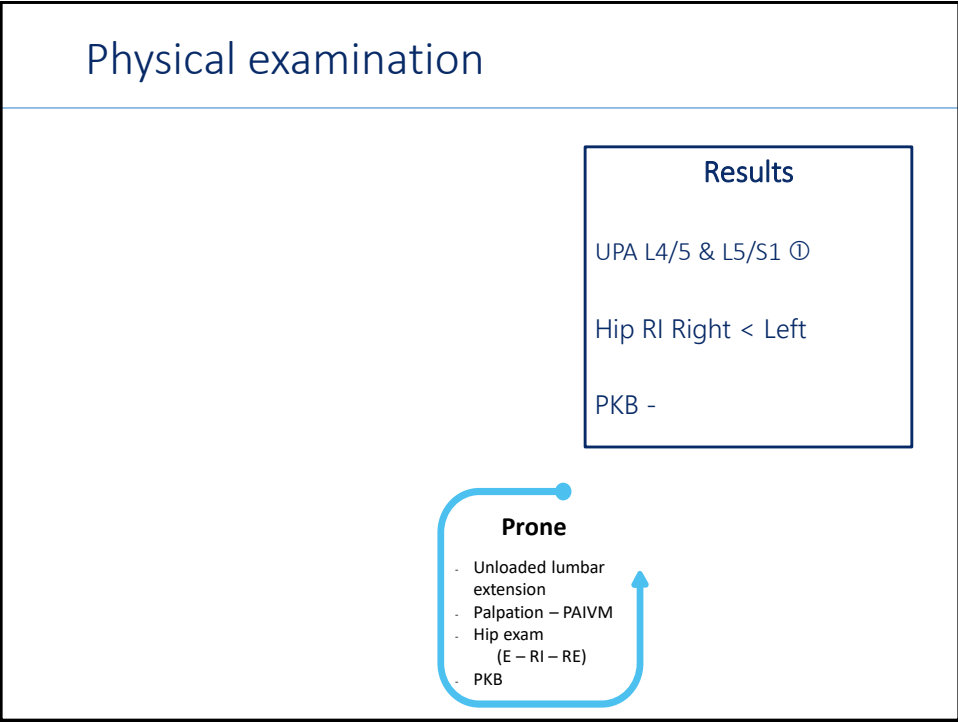 Physical examination
Results
UPA L4/5 & L5/S1 ①
Hip RI Right < Left
PKB -
Prone
- Unloaded lumbar
extension
- Palpation – PAIVM
- Hip exam
(E – RI – RE)
- PKB